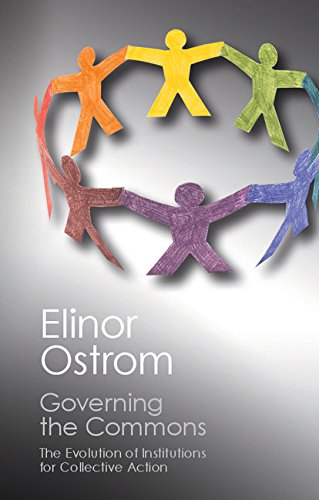 Elinor
Ostrom
Governing
the Commons
The Evolution of Institutions
for Collective Action